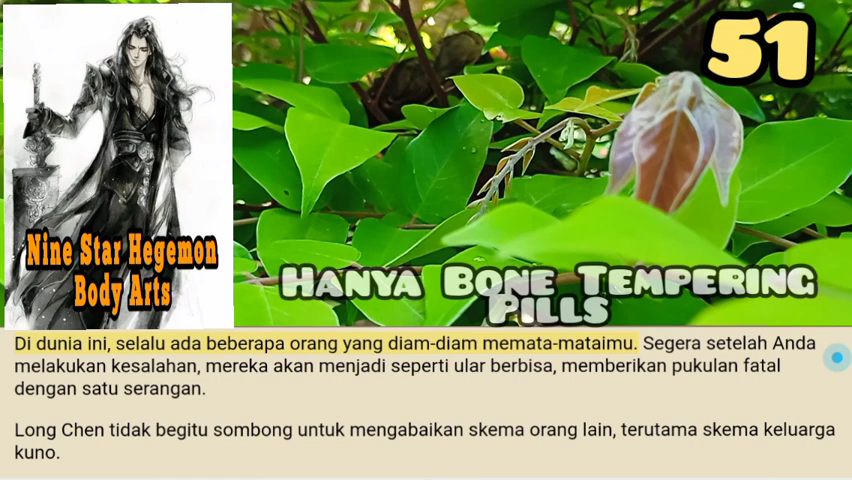 51
Nine Star Hegemon
Body Arts
Hanya Bone Tempering
Pills
Di dunia ini, selalu ada beberapa orang yang diam-diam memata-mataimu. Segera setelah Anda
melakukan kesalahan, mereka akan menjadi seperti ular berbisa, memberikan pukulan fatal
dengan satu serangan.
Long Chen tidak begitu sombong untuk mengabaikan skema orang lain, terutama skema keluarga
kuno.